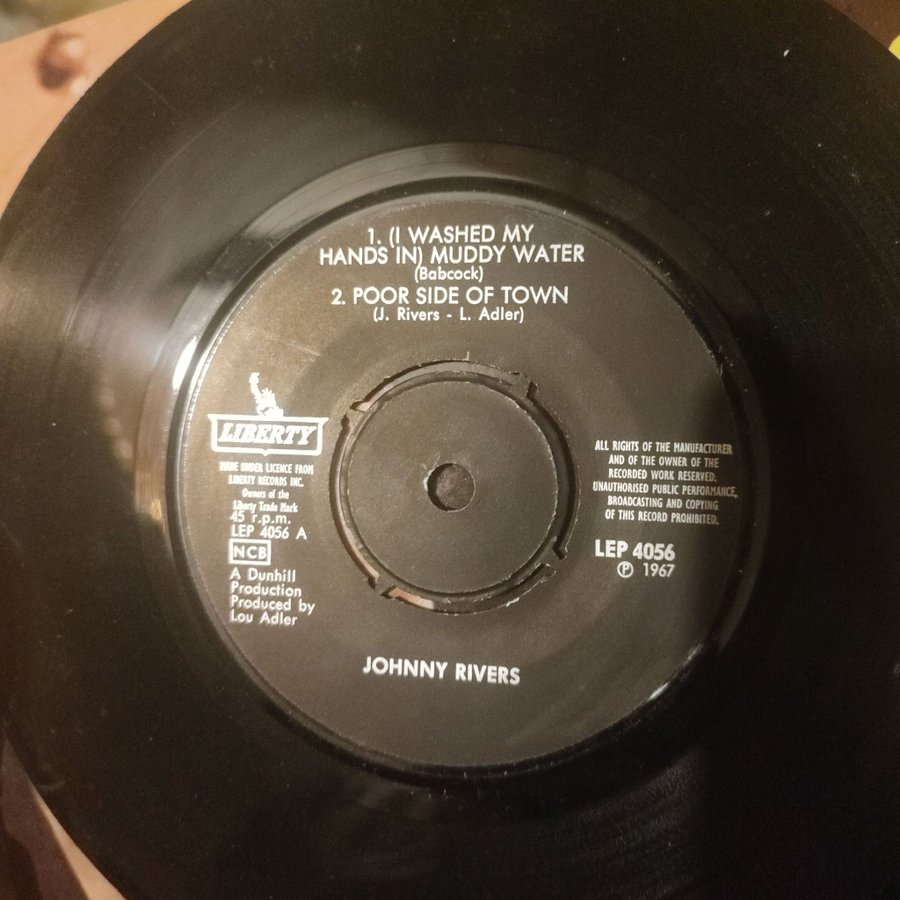 1. (I WASHED MY
HANDS IN) MUDDY WATER
(Babcock)
2. POOR SIDE OF TOWN
(J. Rivers - L. Adler)
LIBERTY
MADE UNDER LICENCE FROM
LIBERTY RECORDS INC.
Owners of the
Liberty Trade Mark
45 r.p.m.
LEP 4056 A
NCB
A Dunhill
Production
Produced by
Lou Adler
ALL RIGHTS OF THE MANUFACTURER
AND OF THE OWNER OF THE
RECORDED WORK RESERVED.
UNAUTHORISED PUBLIC PERFORMANCE,
BROADCASTING AND COPYING
OF THIS RECORD PROHIBITED.
LEP 4056
℗ 1967
JOHNNY RIVERS